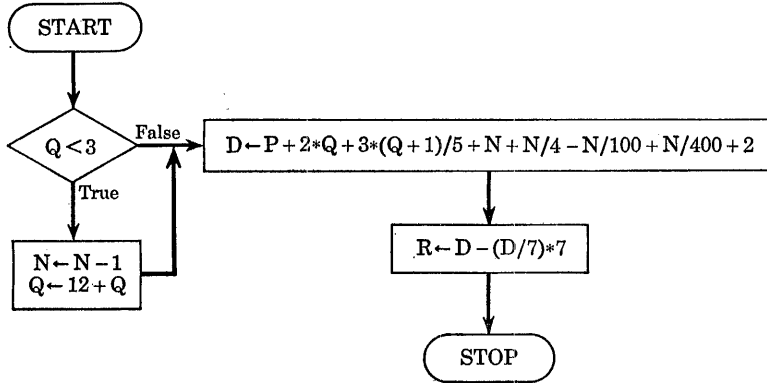 START
Q<3
False
True
N←N−1
Q←12+Q
D←P+2*Q+3*(Q+1)/5+N+N/4−N/100+N/400+2
R←D−(D/7)*7
STOP